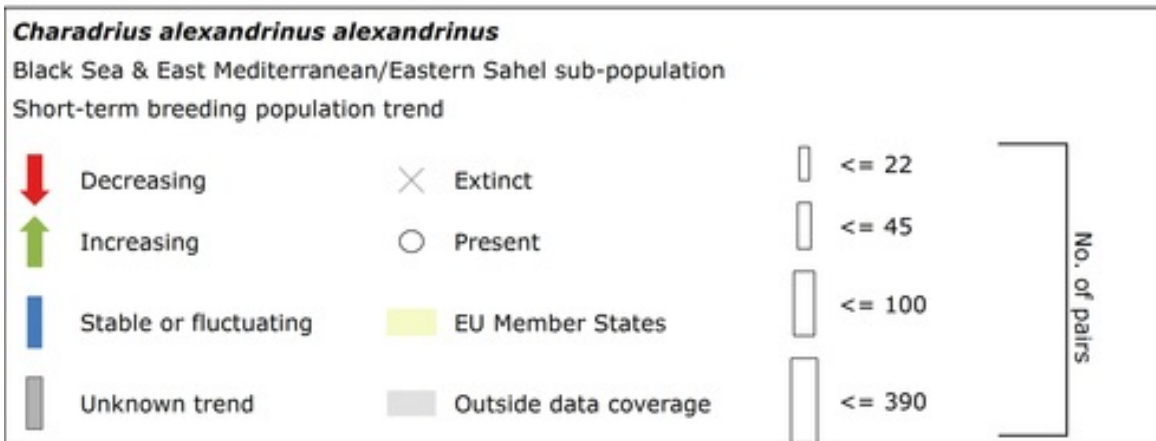 Charadrius alexandrinus alexandrinus
Black Sea & East Mediterranean/Eastern Sahel sub-population
Short-term breeding population trend
Decreasing
Increasing
Stable or fluctuating
Unknown trend
Extinct
Present
EU Member States
Outside data coverage
<= 22
<= 45
<= 100
<= 390
No. of pairs